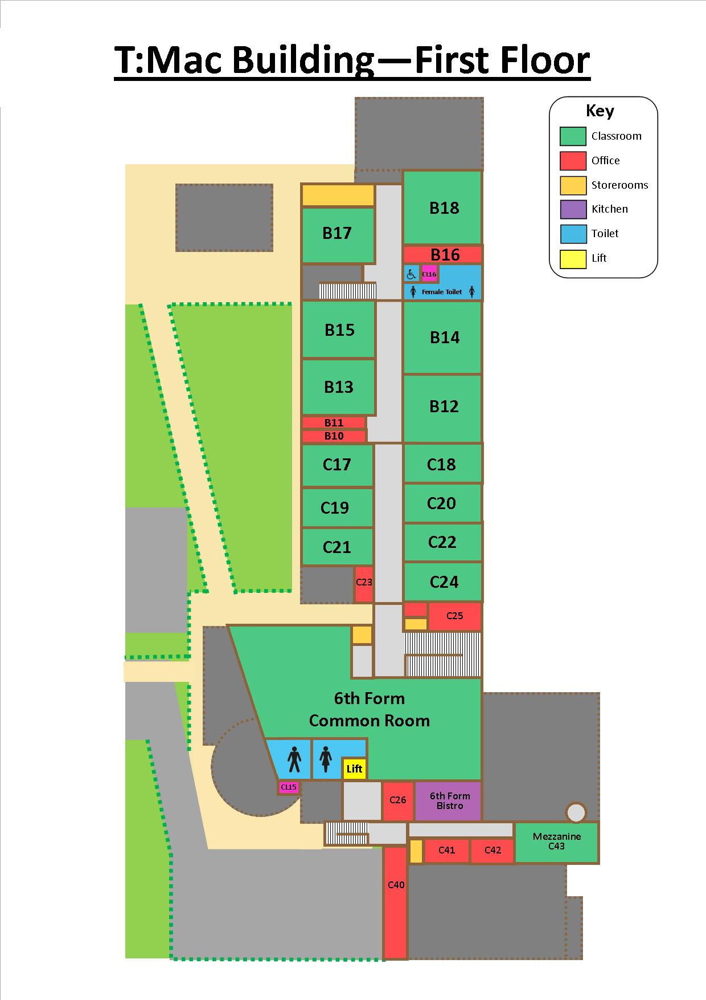 T:Mac Building—First Floor
Key
Classroom
Office
Storerooms
Kitchen
Toilet
Lift
B18
B17
B16
CL16
Female Toilet
B15
B14
B13
B12
B11
B10
C17
C18
C19
C20
C21
C22
C23
C24
C25
6th Form
Common Room
Lift
CL15
C26
6th Form
Bistro
Mezzanine
C43
C41
C42
C40